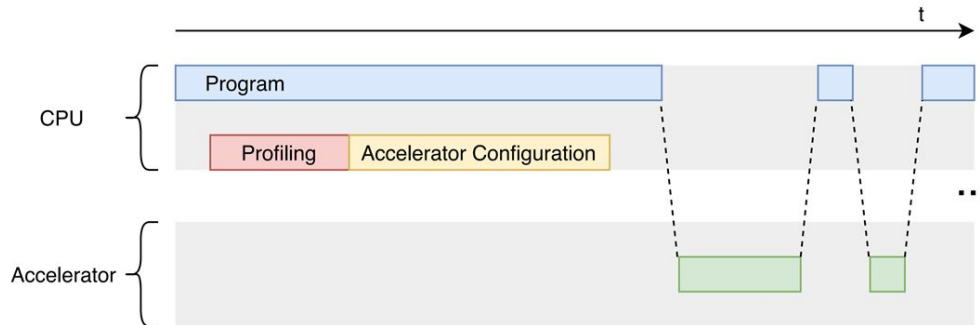 t
Program
CPU
Profiling
Accelerator Configuration
..
Accelerator